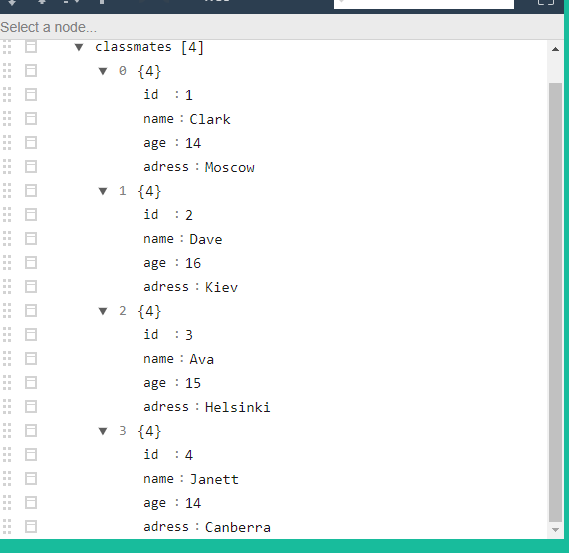 Select a node...
classmates [4]
0 {4}
id : 1
name : Clark
age : 14
adress : Moscow
1 {4}
id : 2
name : Dave
age : 16
adress : Kiev
2 {4}
id : 3
name : Ava
age : 15
adress : Helsinki
3 {4}
id : 4
name : Janett
age : 14
adress : Canberra